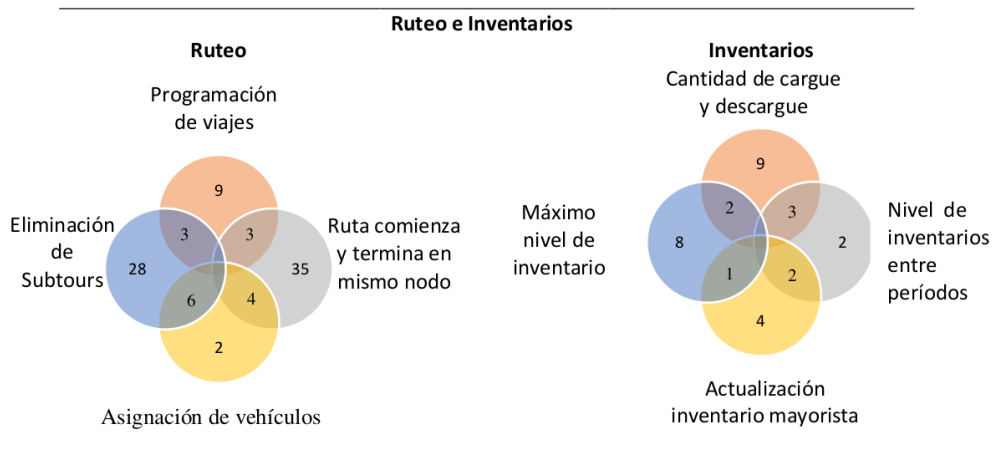 Ruteo e Inventarios
Ruteo
Programación
de viajes
9
Eliminación
de
Subtours
3
3
Ruta comienza
y termina en
mismo nodo
28
35
6
4
2
Asignación de vehículos
Inventarios
Cantidad de cargue
y descargue
9
Máximo
nivel de
inventario
2
3
Nivel de
inventarios
entre
períodos
8
2
1
2
4
Actualización
inventario mayorista